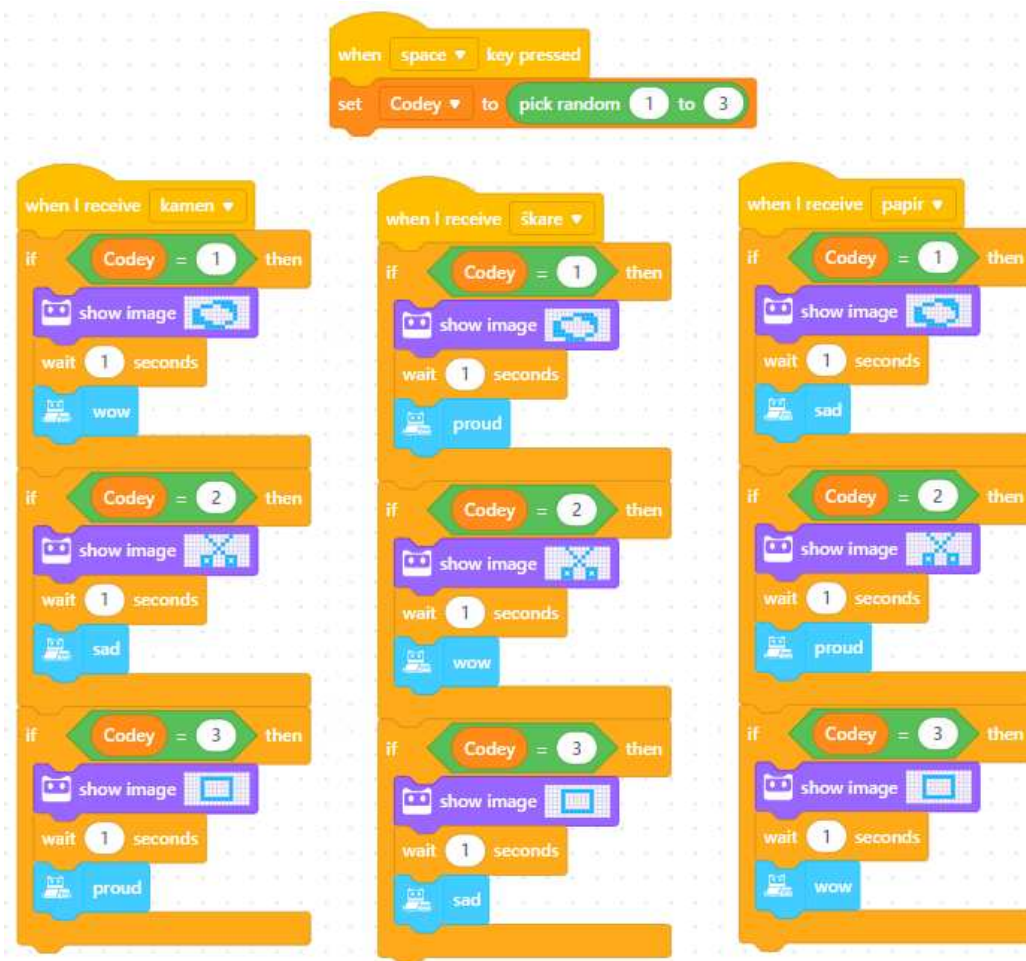 when space key pressed
set Codey to pick random 1 to 3
when I receive kamen
if Codey = 1 then
show image
wait 1 seconds
wow
if Codey = 2 then
show image
wait 1 seconds
sad
if Codey = 3 then
show image
wait 1 seconds
proud
when I receive škare
if Codey = 1 then
show image
wait 1 seconds
proud
if Codey = 2 then
show image
wait 1 seconds
wow
if Codey = 3 then
show image
wait 1 seconds
sad
when I receive papir
if Codey = 1 then
show image
wait 1 seconds
sad
if Codey = 2 then
show image
wait 1 seconds
proud
if Codey = 3 then
show image
wait 1 seconds
wow